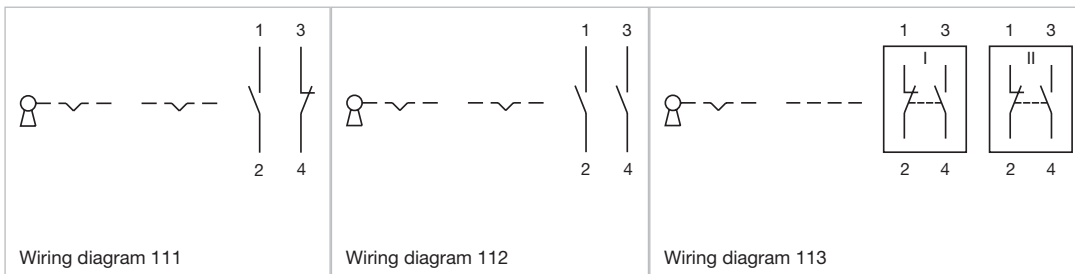 1 3
2 4
Wiring diagram 111
1 3
2 4
Wiring diagram 112
1 3 1 3
I II
2 4 2 4
Wiring diagram 113